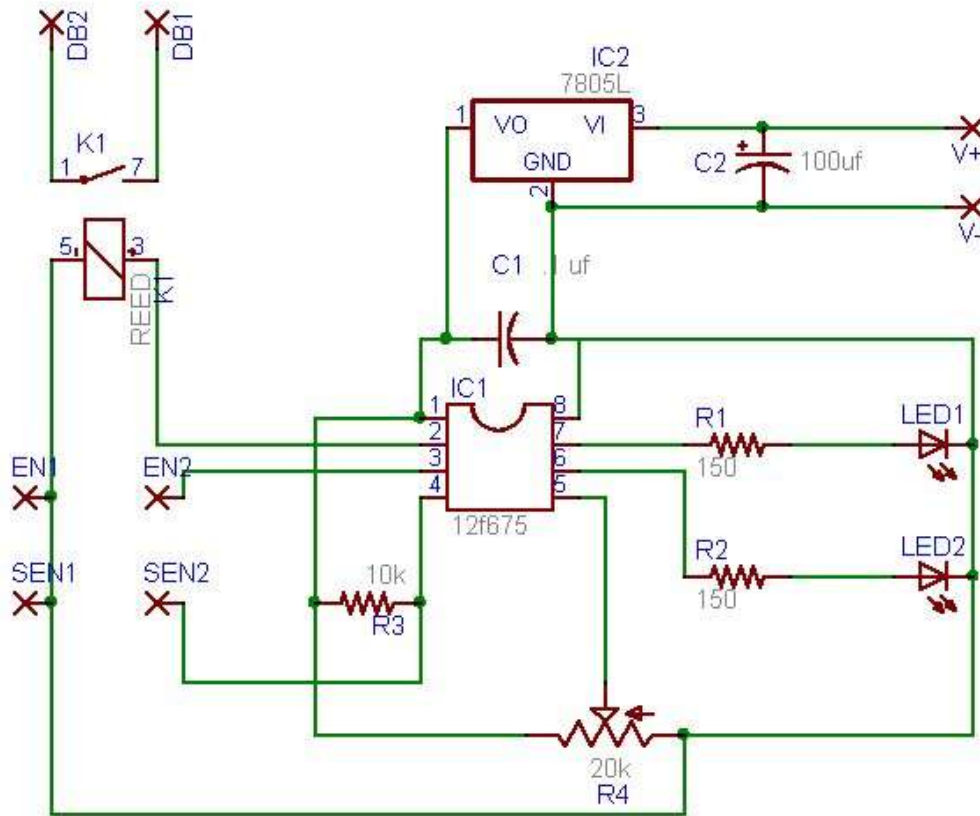 DB2
DB1
IC2
7805L
1
VO
VI
3
GND
2
C2
100uf
V+
V-
K1
1
7
5
3
REED
K1
C1
.1 uf
IC1
1
2
3
4
8
7
6
5
12f675
R1
150
LED1
EN1
EN2
R2
150
LED2
SEN1
SEN2
10k
R3
20k
R4